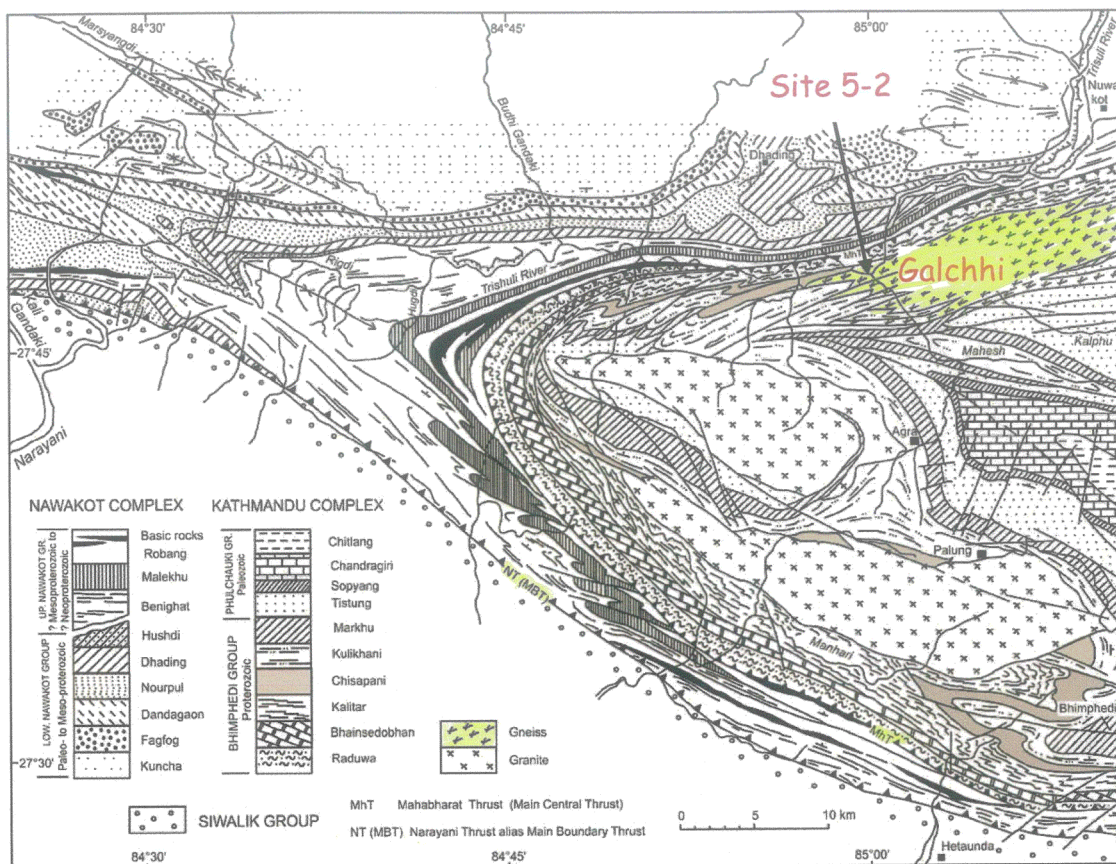 84°30'
84°45'
85°00'
Marsyangdi
Budhi Gandaki
Trisuli River
Nuwa
kot
Site 5-2
Dhading
MhT
Galchhi
Rigdi
Trishuli River
Hugdi
Kali
Gandaki
27°45'
Narayani
Mahesh
Kalphu
Agra
Palung
NT (MBT)
Manhari
Bhimphedi
MhT
NAWAKOT COMPLEX
KATHMANDU COMPLEX
UP. NAWAKOT GR.
? Mesoproterozoic to
? Neoproterozoic
Basic rocks
Robang
Malekhu
Benighat
LOW. NAWAKOT GROUP
Paleo- to Meso-proterozoic
Hushdi
Dhading
Nourpul
Dandagaon
Fagfog
Kuncha
PHULCHAUKI GR.
Paleozoic
Chitlang
Chandragiri
Sopyang
Tistung
BHIMPHEDI GROUP
Proterozoic
Markhu
Kulikhani
Chisapani
Kalitar
Bhainsedobhan
Raduwa
Gneiss
Granite
27°30'
SIWALIK GROUP
MhT Mahabharat Thrust (Main Central Thrust)
NT (MBT) Narayani Thrust alias Main Boundary Thrust
0 5 10 km
Hetaunda
84°30'
84°45'
85°00'